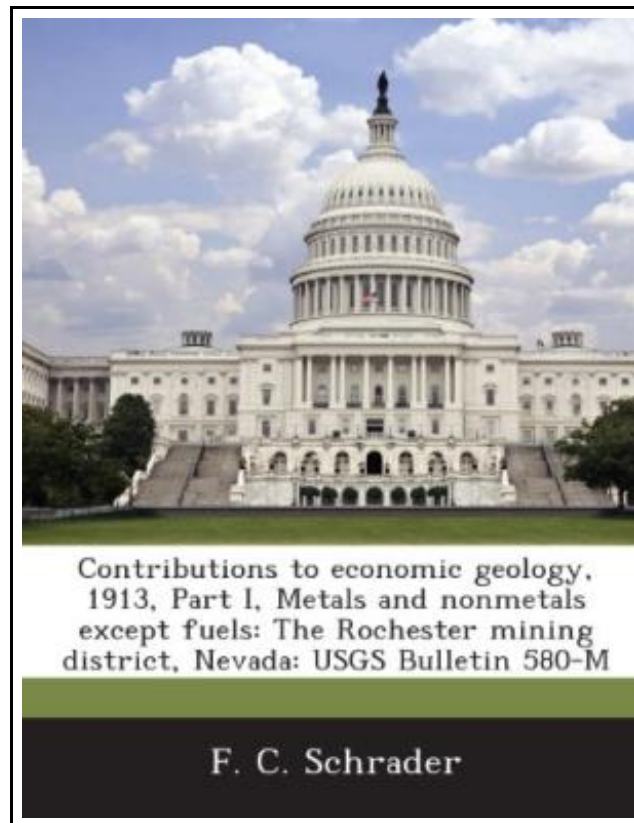 Contributions to economic geology,
1913, Part I, Metals and nonmetals
except fuels: The Rochester mining
district, Nevada: USGS Bulletin 580-M
F. C. Schrader